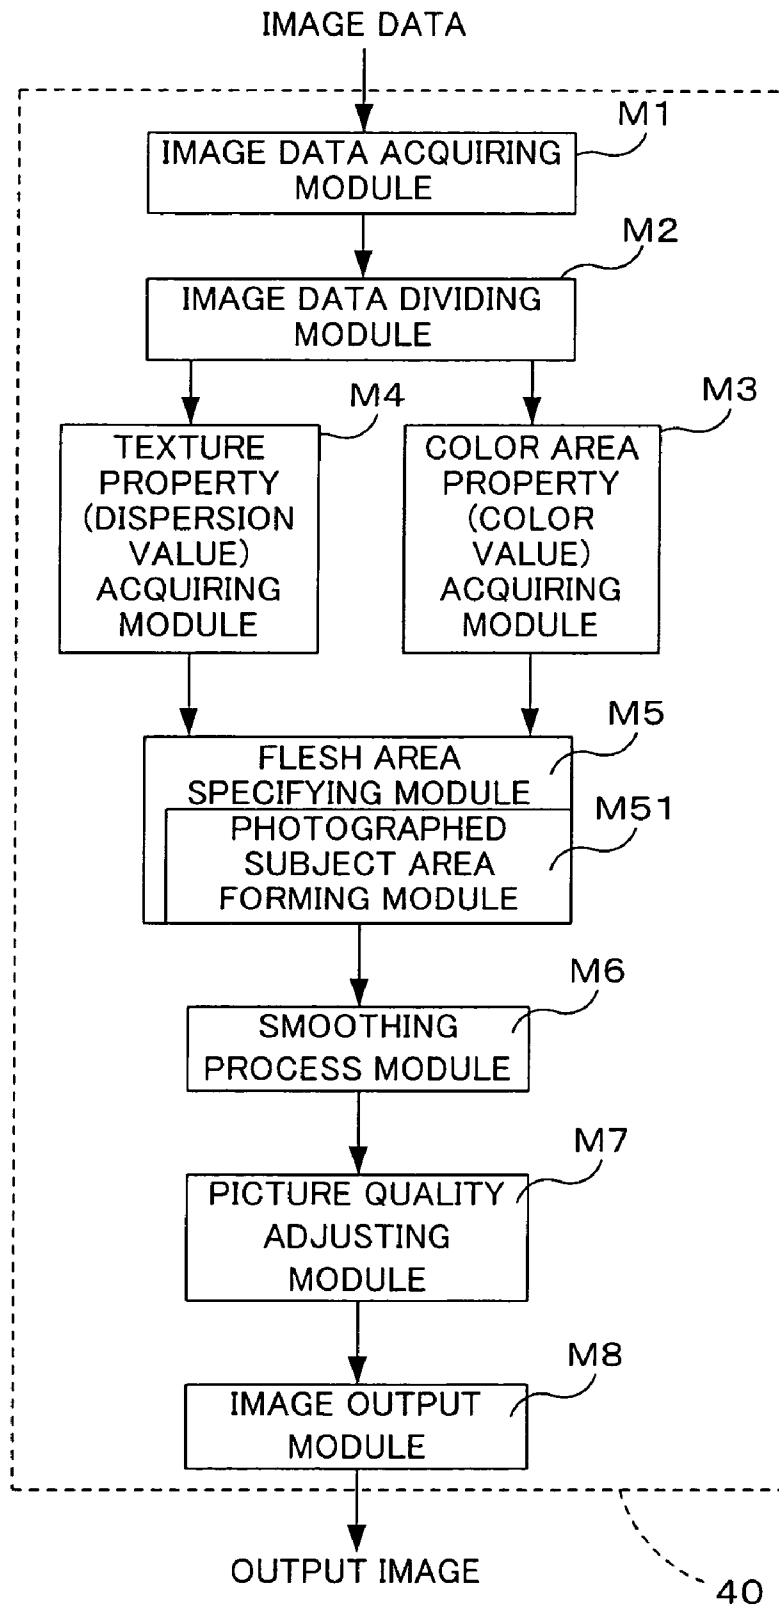 IMAGE DATA
M1
IMAGE DATA ACQUIRING
MODULE
M2
IMAGE DATA DIVIDING
MODULE
M4
TEXTURE
PROPERTY
(DISPERSION
VALUE)
ACQUIRING
MODULE
M3
COLOR AREA
PROPERTY
(COLOR
VALUE)
ACQUIRING
MODULE
M5
FLESH AREA
SPECIFYING MODULE
M51
PHOTOGRAPHED
SUBJECT AREA
FORMING MODULE
M6
SMOOTHING
PROCESS MODULE
M7
PICTURE QUALITY
ADJUSTING
MODULE
M8
IMAGE OUTPUT
MODULE
OUTPUT IMAGE
40